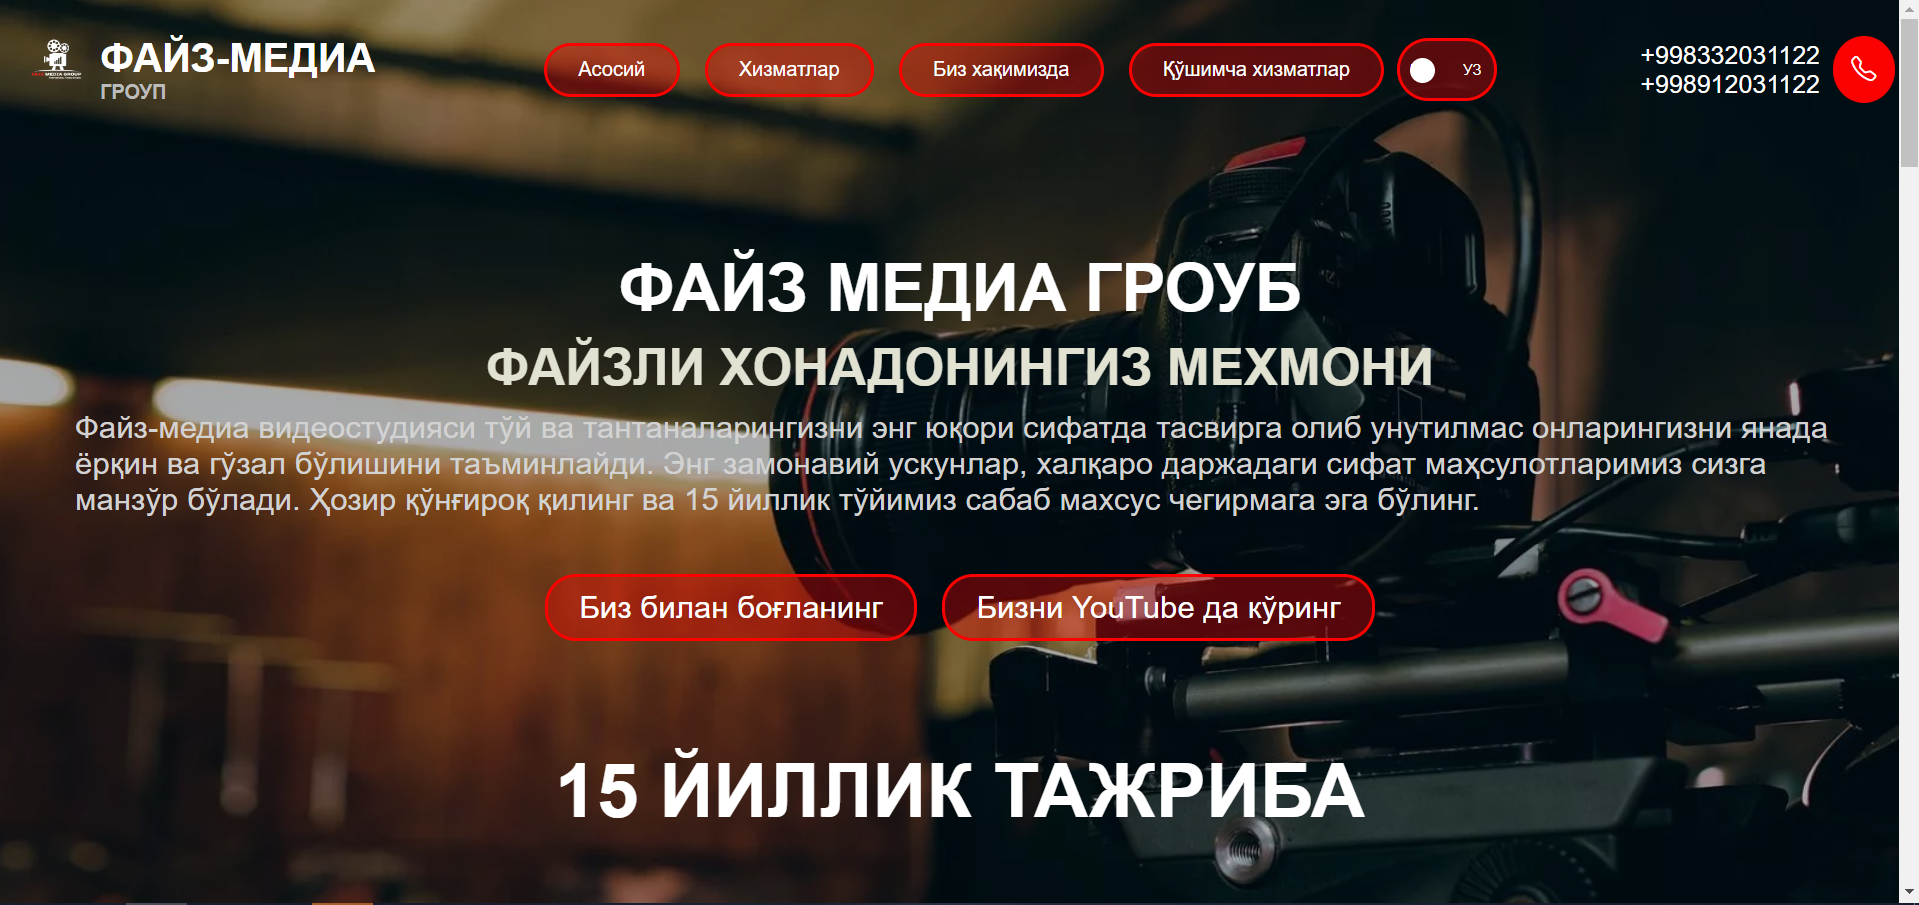 ФАЙЗ-МЕДИА
ГРОУП
Асосий
Хизматлар
Биз хақимизда
Қўшимча хизматлар
УЗ
+998332031122
+998912031122
ФАЙЗ МЕДИА ГРОУБ
ФАЙЗЛИ ХОНАДОНИНГИЗ МЕХМОНИ
Файз-медиа видеостудияси тўй ва тантаналарингизни энг юқори сифатда тасвирга олиб унутилмас онларингизни янада
ёрқин ва гўзал бўлишини таъминлайди. Энг замонавий ускунлар, халқаро даржадаги сифат маҳсулотларимиз сизга
манзўр бўлади. Ҳозир қўнғироқ қилинг ва 15 йиллик тўйимиз сабаб махсус чегирмага эга бўлинг.
Биз билан боғланинг
Бизни YouTube да кўринг
15 ЙИЛЛИК ТАЖРИБА